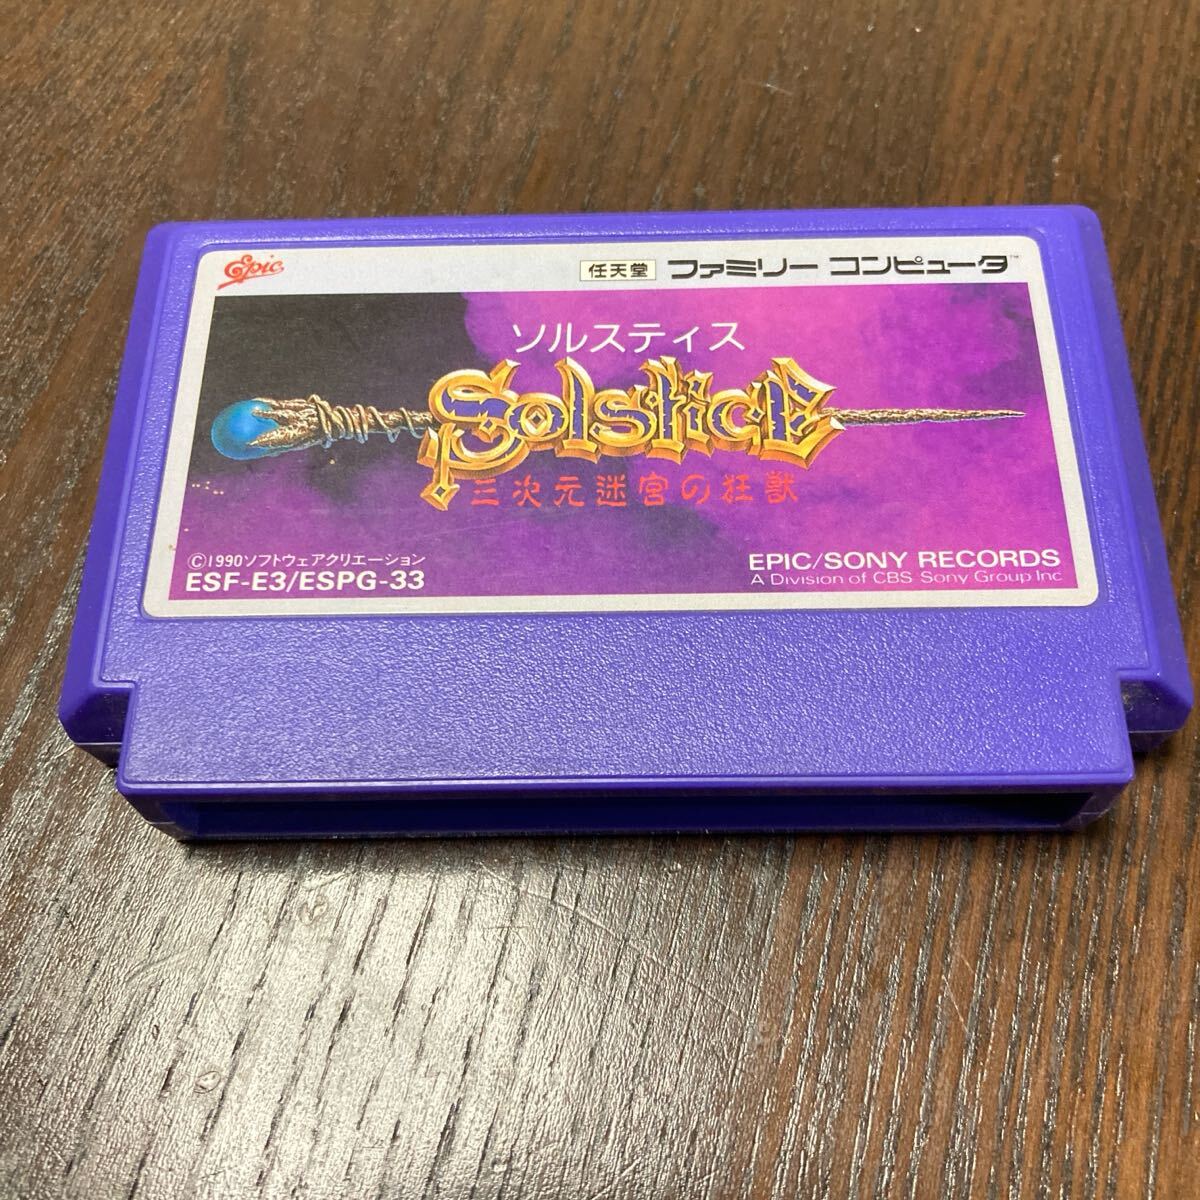 Epic
任天堂 ファミリー コンピュータ™
ソルスティス
Solstice
三次元迷宮の狂獣
©1990ソフトウェアクリエーション
ESF-E3/ESPG-33
EPIC/SONY RECORDS
A Division of CBS Sony Group Inc